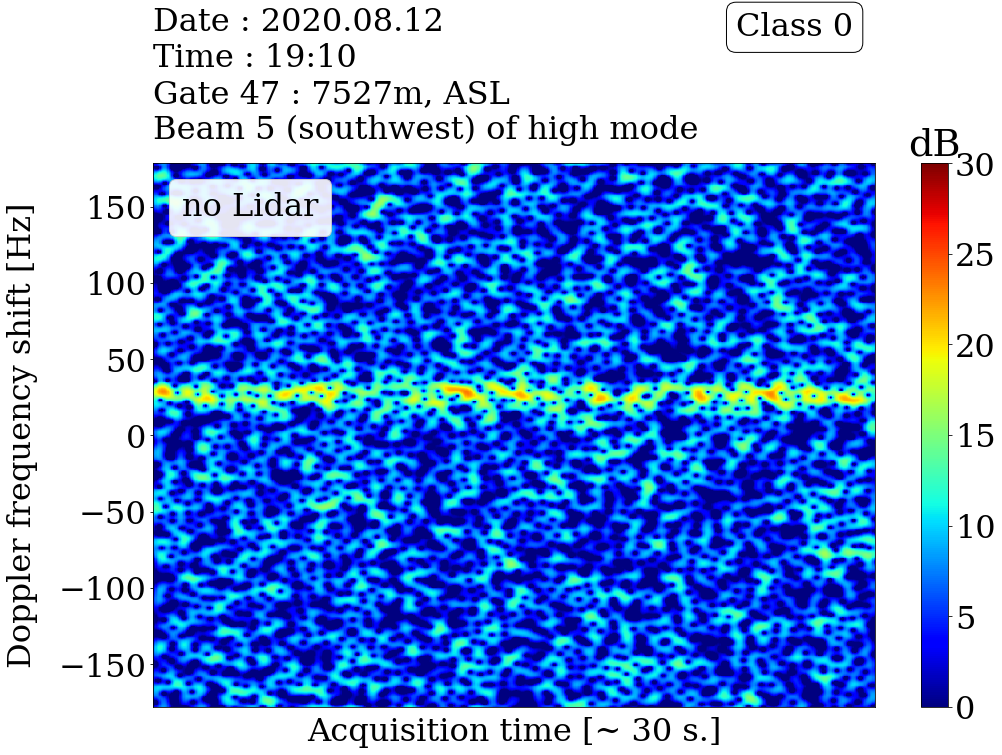 Date : 2020.08.12
Time : 19:10
Gate 47 : 7527m, ASL
Beam 5 (southwest) of high mode
Class 0
dB
no Lidar
Doppler frequency shift [Hz]
150
100
50
0
−50
−100
−150
30
25
20
15
10
5
0
Acquisition time [~ 30 s.]